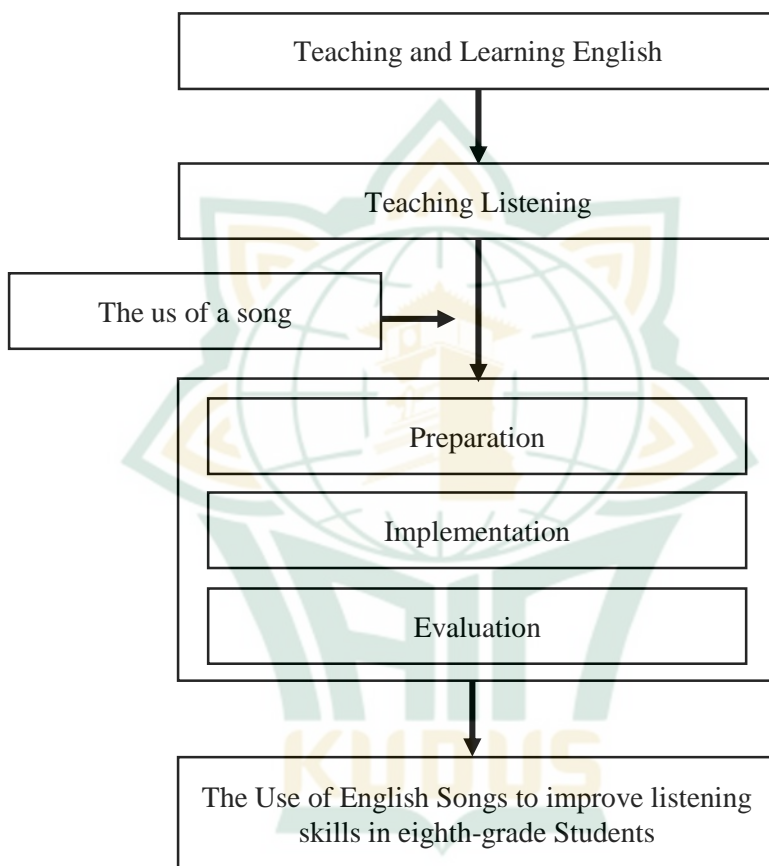 Teaching and Learning English
Teaching Listening
The us of a song
Preparation
Implementation
Evaluation
The Use of English Songs to improve listening
skills in eighth-grade Students
IAIN
KUDUS